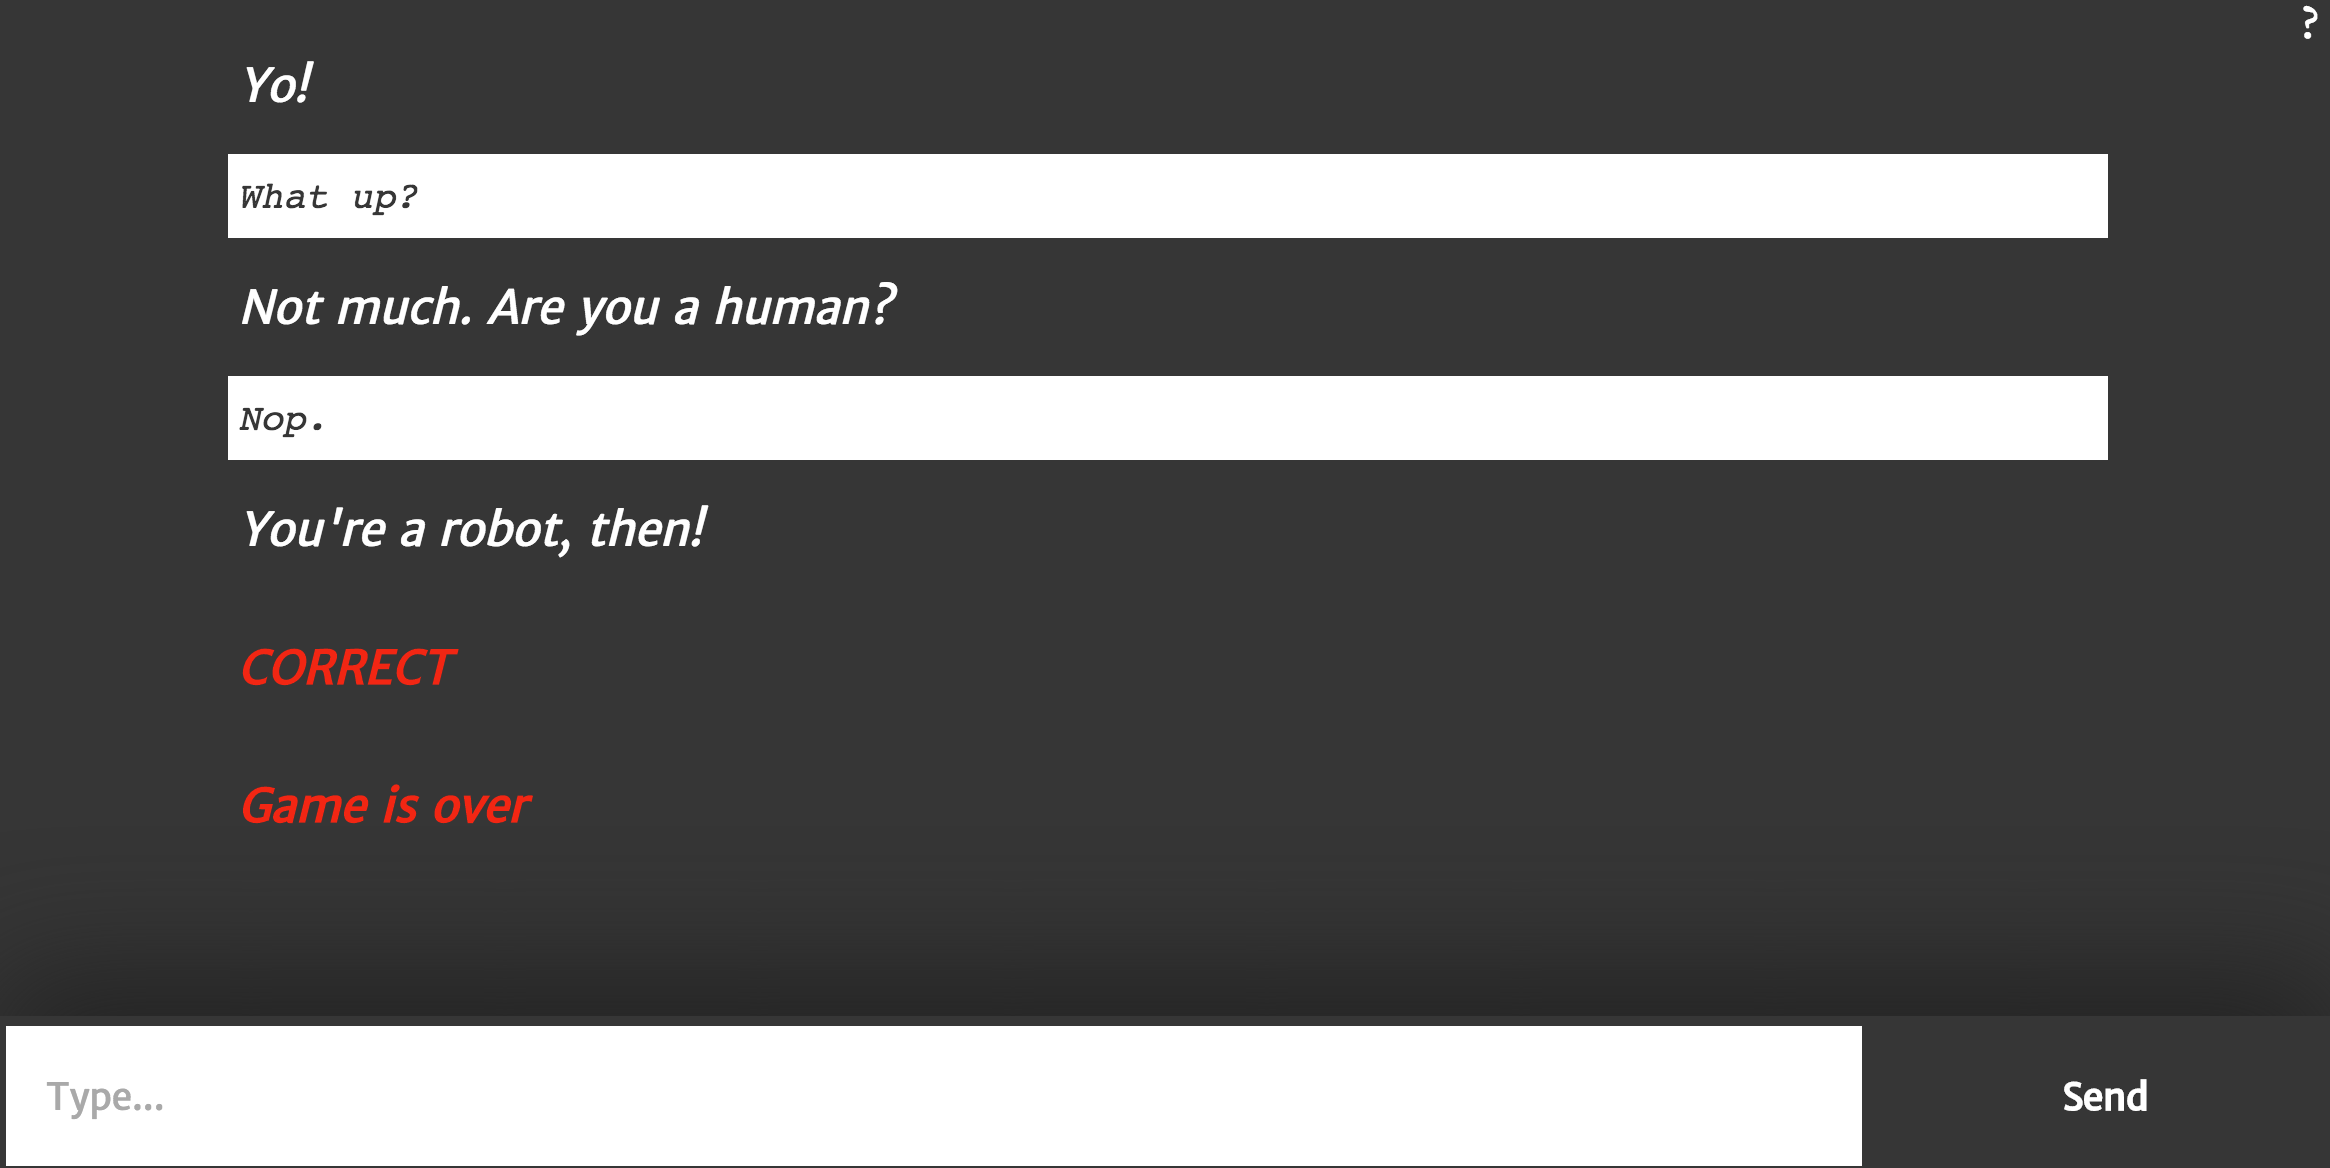 ?
Yo!
What up?
Not much. Are you a human?
Nop.
You're a robot, then!
CORRECT
Game is over
Type...
Send